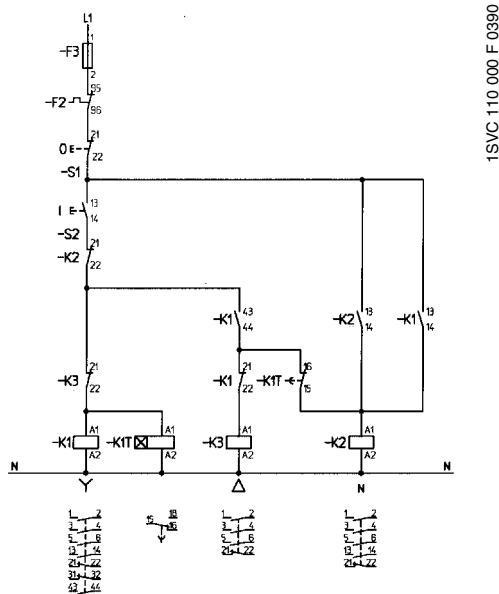 L1
1
-F3
2
95
-F2
96
21
O E
22
-S1
13
I E
14
-S2
21
-K2
22
43
-K1
44
13
-K2
14
13
-K1
14
21
-K3
22
21
-K1
22
16
-K1T
15
A1
-K1
A2
A1
-K1T
A2
A1
-K3
A2
A1
-K2
A2
N
N
Y
Δ
N
1 2
3 4
5 6
13 14
21 22
31 32
43 44
18
15 16
1 2
3 4
5 6
21 22
1 2
3 4
5 6
13 14
21 22
1SVC 110 000 F 0390